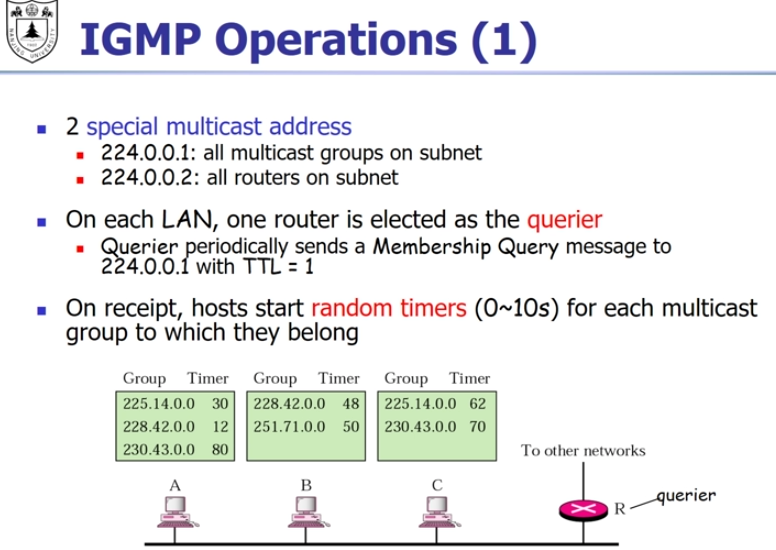 IGMP Operations (1)
2 special multicast address
224.0.0.1: all multicast groups on subnet
224.0.0.2: all routers on subnet
On each LAN, one router is elected as the querier
Querier periodically sends a Membership Query message to
224.0.0.1 with TTL = 1
On receipt, hosts start random timers (0~10s) for each multicast
group to which they belong
Group Timer
225.14.0.0 30
228.42.0.0 12
230.43.0.0 80
Group Timer
228.42.0.0 48
251.71.0.0 50
Group Timer
225.14.0.0 62
230.43.0.0 70
To other networks
A
B
C
R
querier